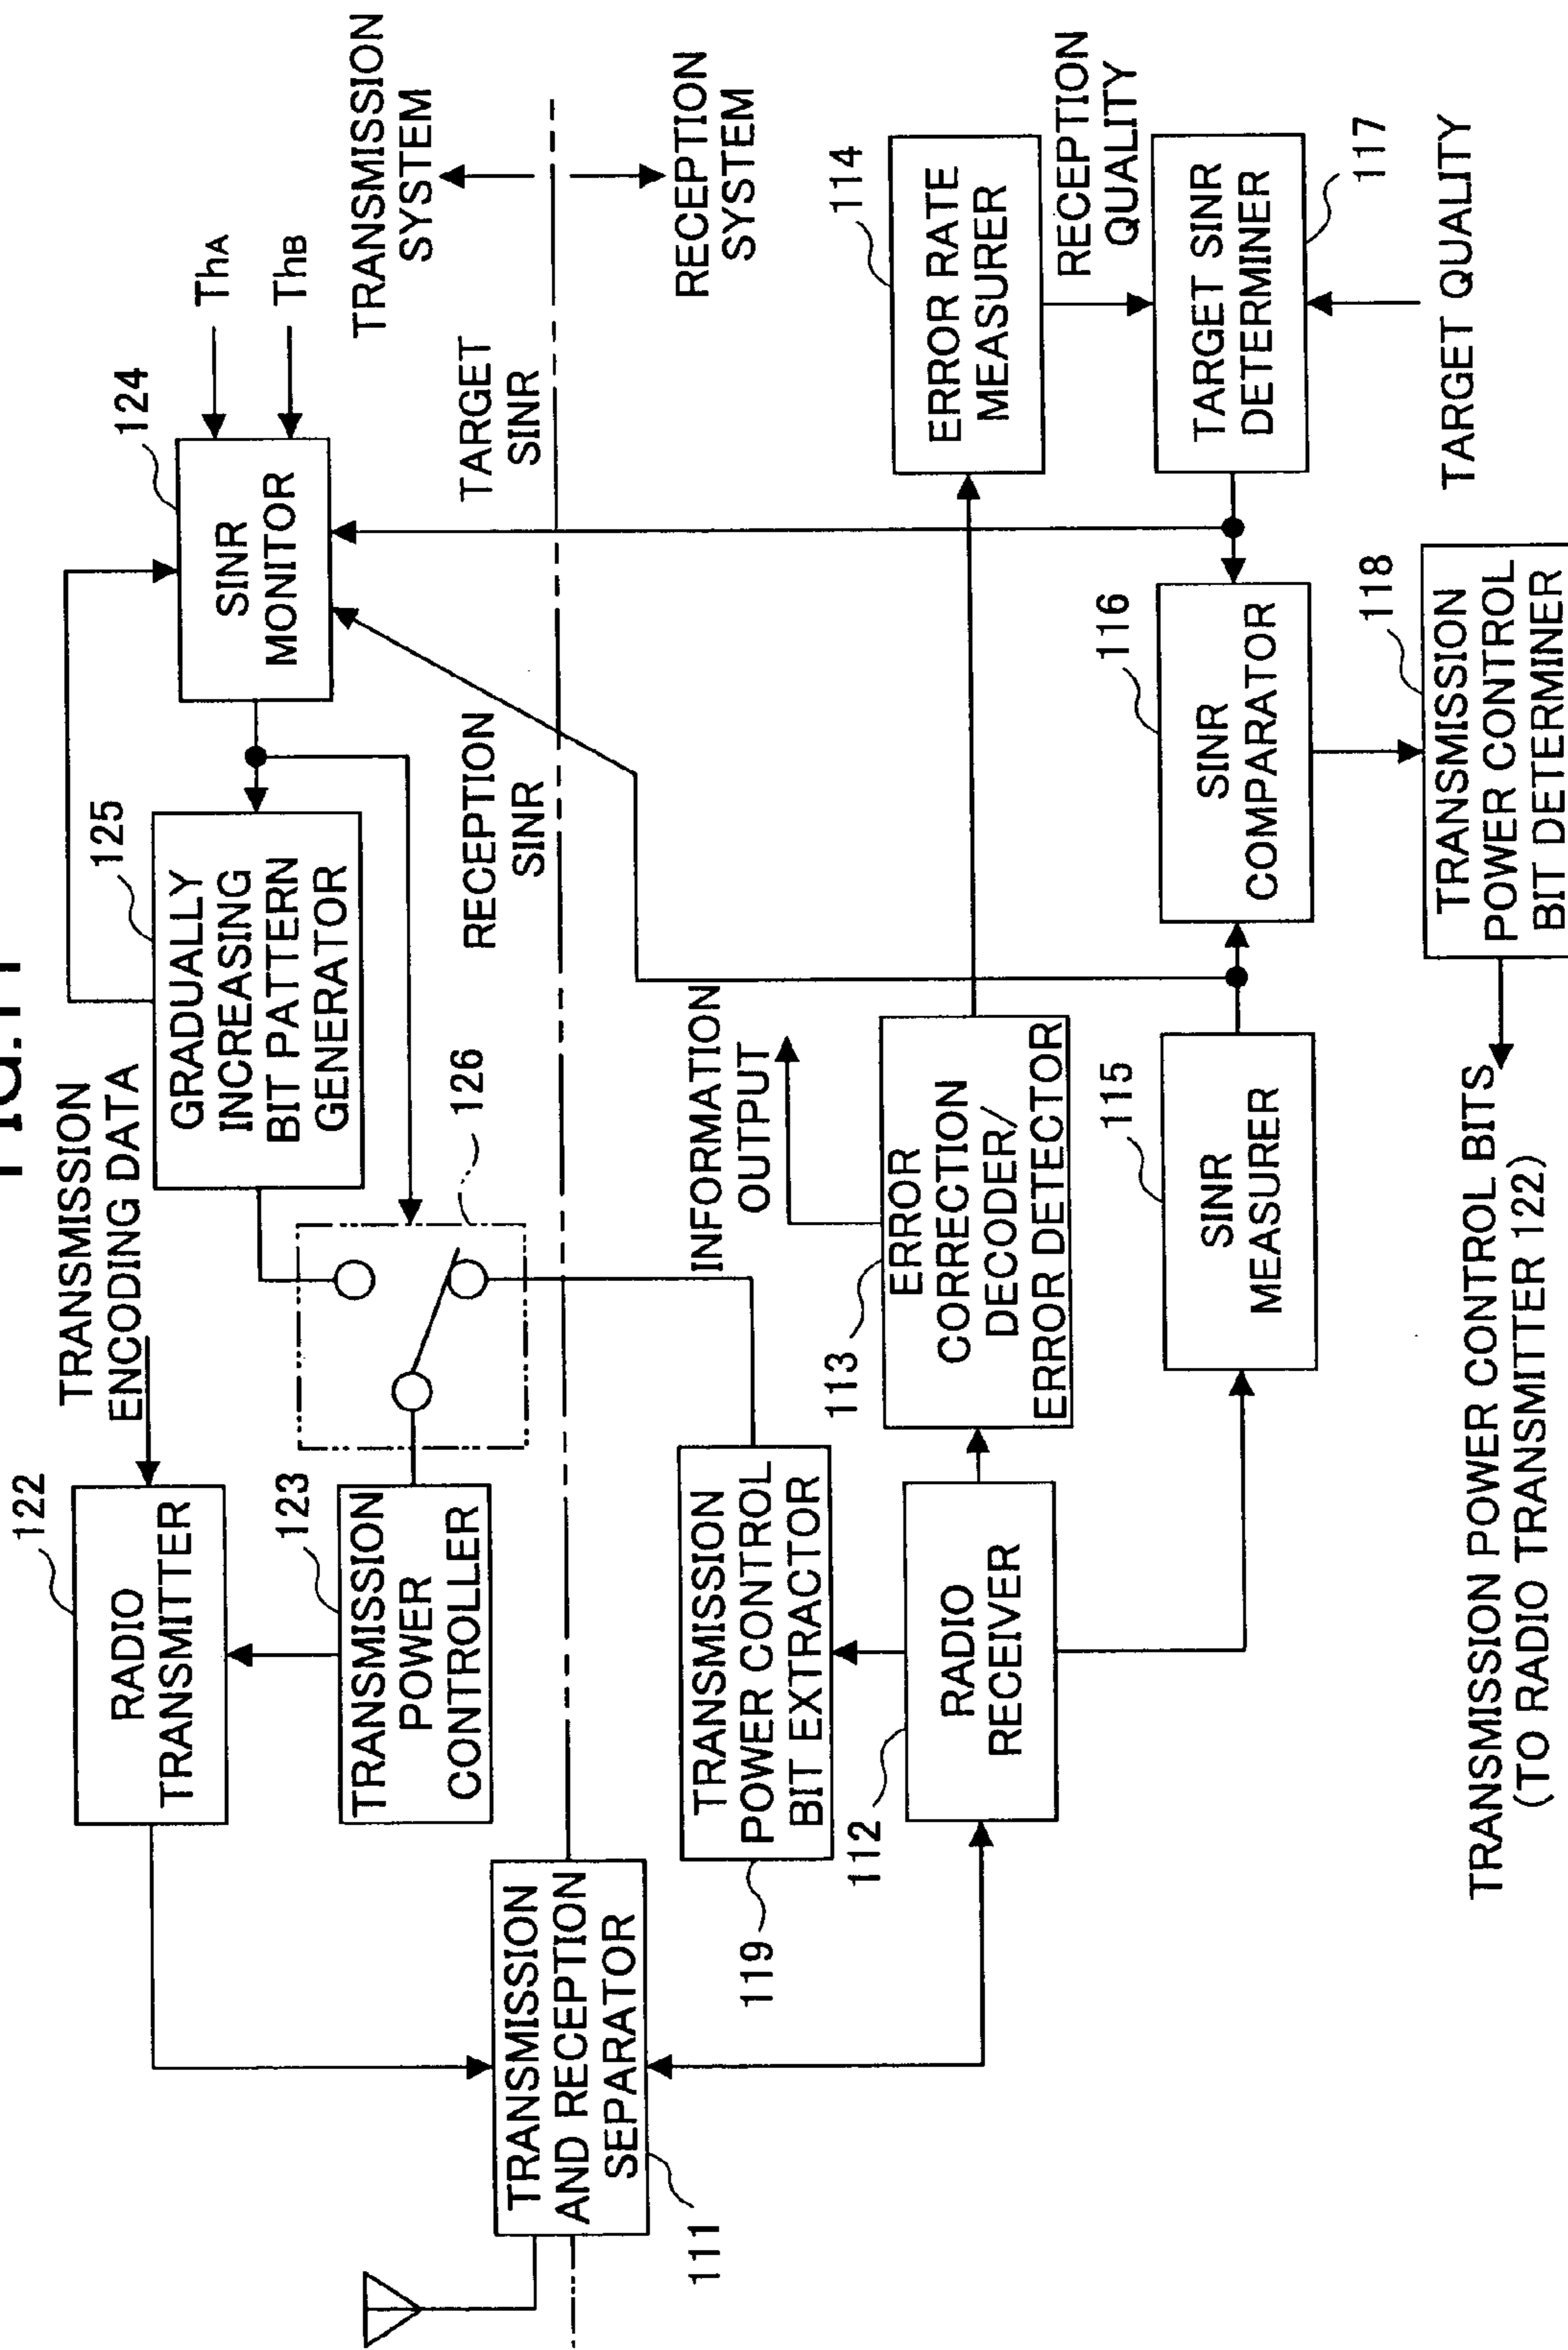 TRANSMISSION
ENCODING DATA
122
RADIO
TRANSMITTER
123
TRANSMISSION
POWER
CONTROLLER
126
125
GRADUALLY
INCREASING
BIT PATTERN
GENERATOR
124
SINR
MONITOR
ThA
ThB
TRANSMISSION
SYSTEM
RECEPTION
SYSTEM
RECEPTION
SINR
TARGET
SINR
TRANSMISSION
AND RECEPTION
SEPARATOR
111
119
TRANSMISSION
POWER CONTROL
BIT EXTRACTOR
112
RADIO
RECEIVER
INFORMATION
OUTPUT
113
ERROR
CORRECTION
DECODER/
ERROR DETECTOR
114
ERROR RATE
MEASURER
RECEPTION
QUALITY
115
SINR
MEASURER
116
SINR
COMPARATOR
TARGET SINR
DETERMINER
117
TARGET QUALITY
118
TRANSMISSION
POWER CONTROL
BIT DETERMINER
TRANSMISSION POWER CONTROL BITS
(TO RADIO TRANSMITTER 122)